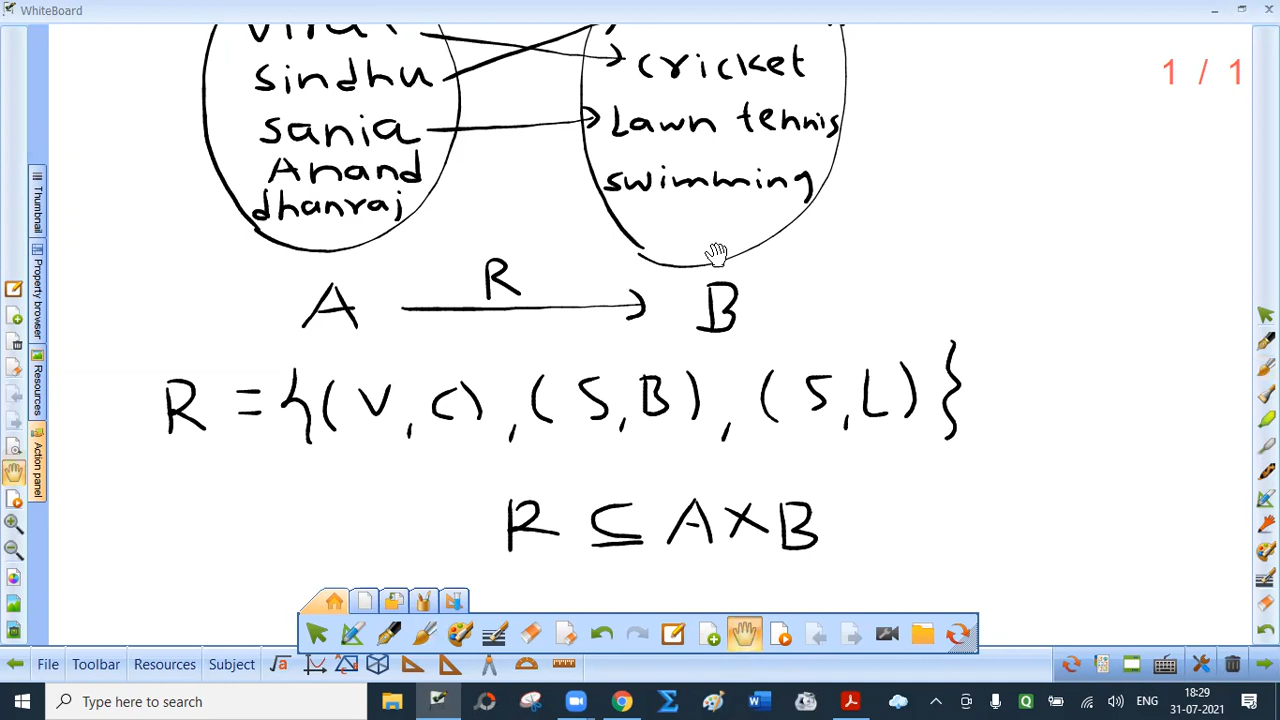 WhiteBoard
1 / 1
virat
sindhu
cricket
sania
Lawn tennis
Anand
swimming
dhanraj
R
A
B
R = {(V, C), (S, B), (S, L)}
R ⊆ A×B
Thumbnail
Property browser
Resources
Action panel
File
Toolbar
Resources
Subject
Type here to search
ENG
18:29
31-07-2021